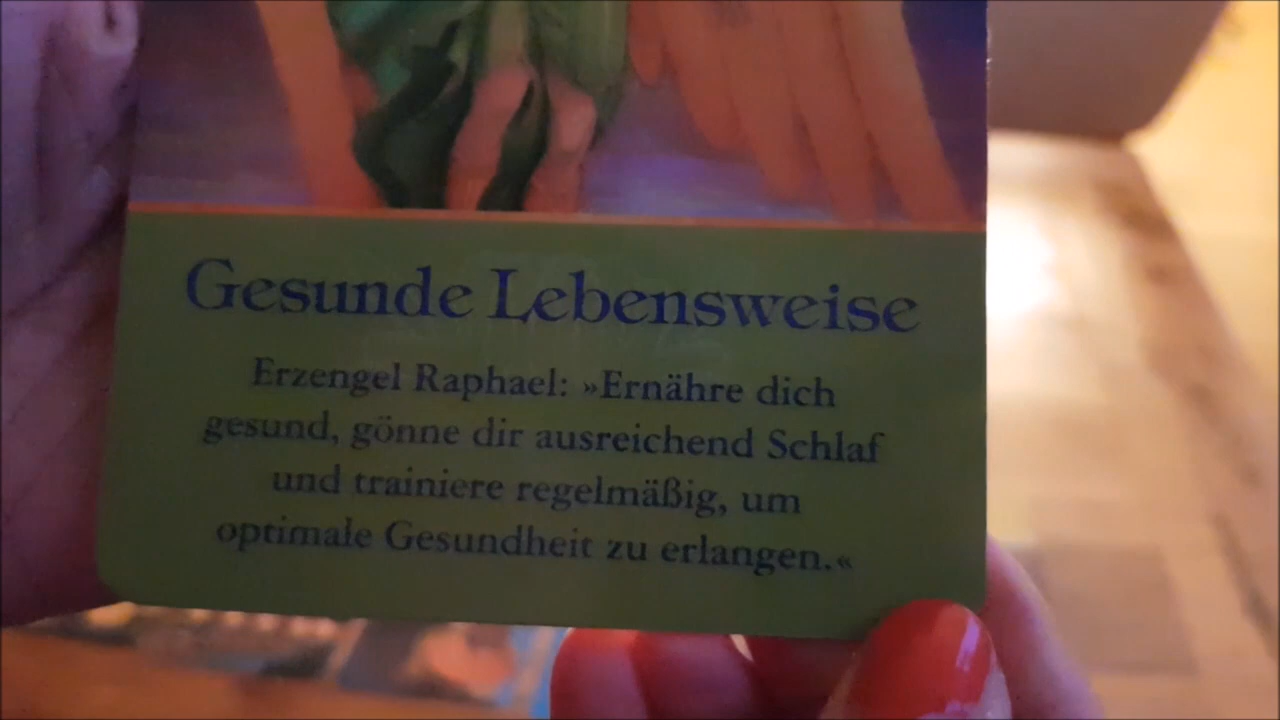 Gesunde Lebensweise
Erzengel Raphael: »Ernähre dich
gesund, gönne dir ausreichend Schlaf
und trainiere regelmäßig, um
optimale Gesundheit zu erlangen.«